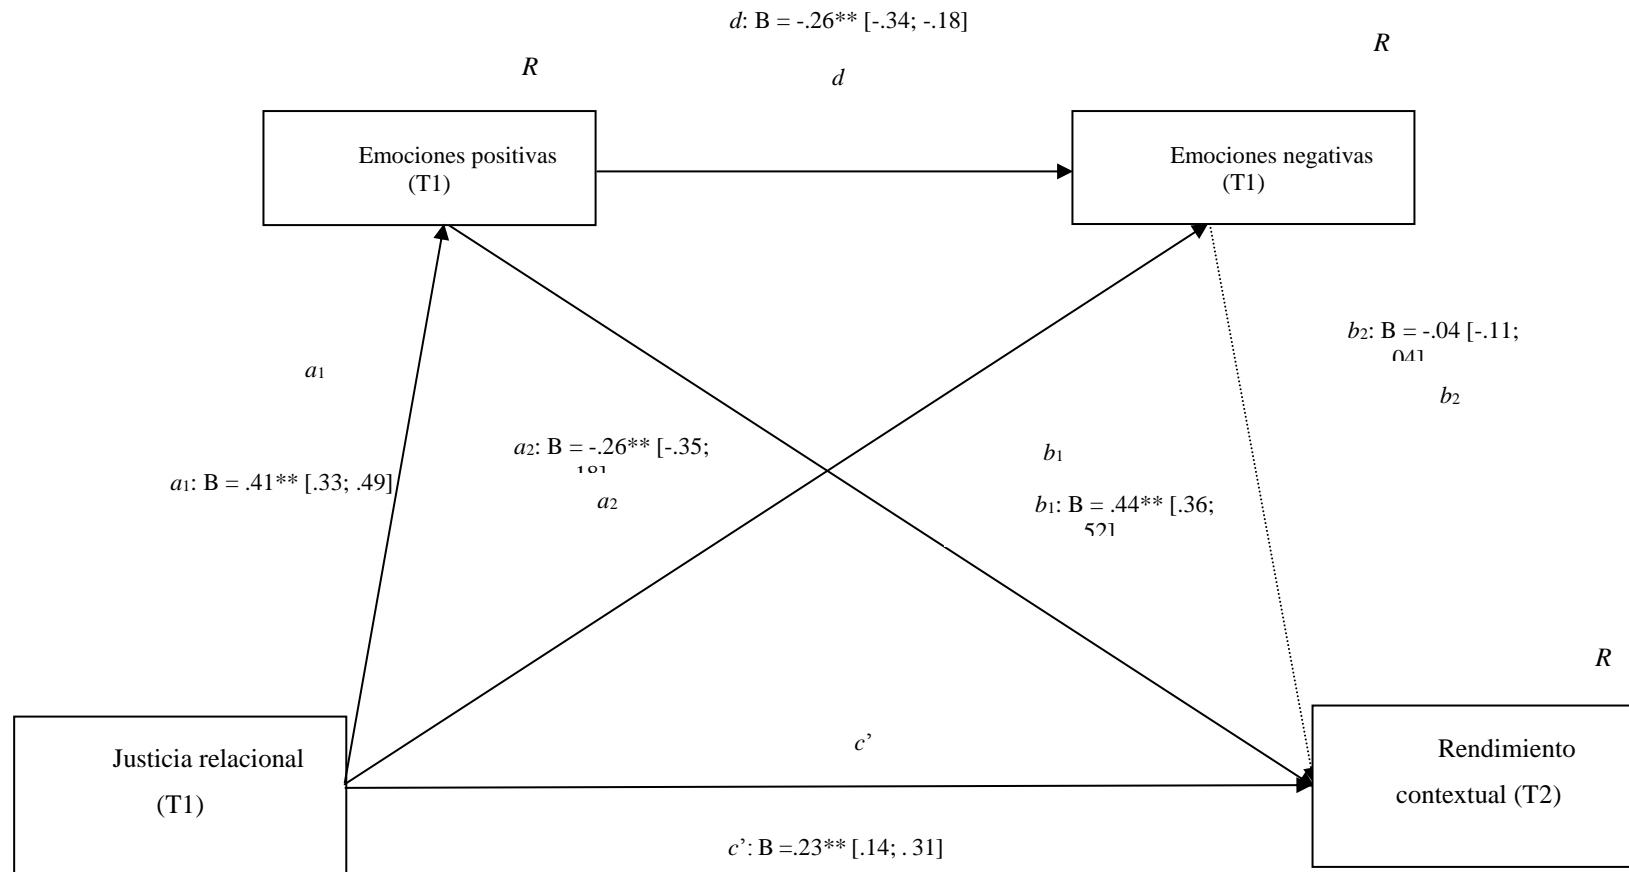 d: B = -.26** [-.34; -.18]
R
R
d
Emociones positivas
(T1)
Emociones negativas
(T1)
b2: B = -.04 [-.11;
a1
b2
a2: B = -.26** [-.35;
b1
a1: B = .41** [.33; .49]
a2
b1: B = .44** [.36;
R
Justicia relacional
(T1)
c’
Rendimiento
contextual (T2)
c’: B =.23** [.14; . 31]